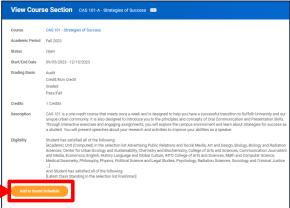 View Course Section CAS 101-A - Strategies of Success
Course CAS 101 - Strategies of Success
Academic Period Fall 2023
Status Open
Start/End Date 09/05/2023 - 12/15/2023
Grading Basis Audit
Credit/Non Credit
Graded
Pass/Fail
Credits 1 Credits
Description CAS 101 is a one-credit course that meets once a week and is designed to help you have a successful transition to Suffolk University and our
unique urban community. It is also designed to introduce you to the principles and concepts of Oral Communication and Presentation Skills.
Through interactive exercises and engaging assignments, you will explore the campus environment and learn about strategies for success as
a student. You will present speeches about your research and activities to improve your abilities as a speaker.
Eligibility Student has satisfied all of the following:
[Academic Unit (Computed) in the selection list Advertising Public Relations and Social Media, Art and Design, Biology, Biology and Radiation
Sciences, Center for Urban Ecology and Sustainability, Chemistry and Biochemistry, College of Arts and Sciences, Communication Journalism
and Media, Economics, English, History Language and Global Culture, INTO College of Arts and Sciences, Math and Computer Science,
Medical Dosimetry, Philosophy, Physics, Political Science and Legal Studies, Psychology, Radiation Sciences, Sociology and Criminal Justice
...]
And Student has satisfied all of the following:
[Latest Class Standing in the selection list Freshman]
Add to Saved Schedule